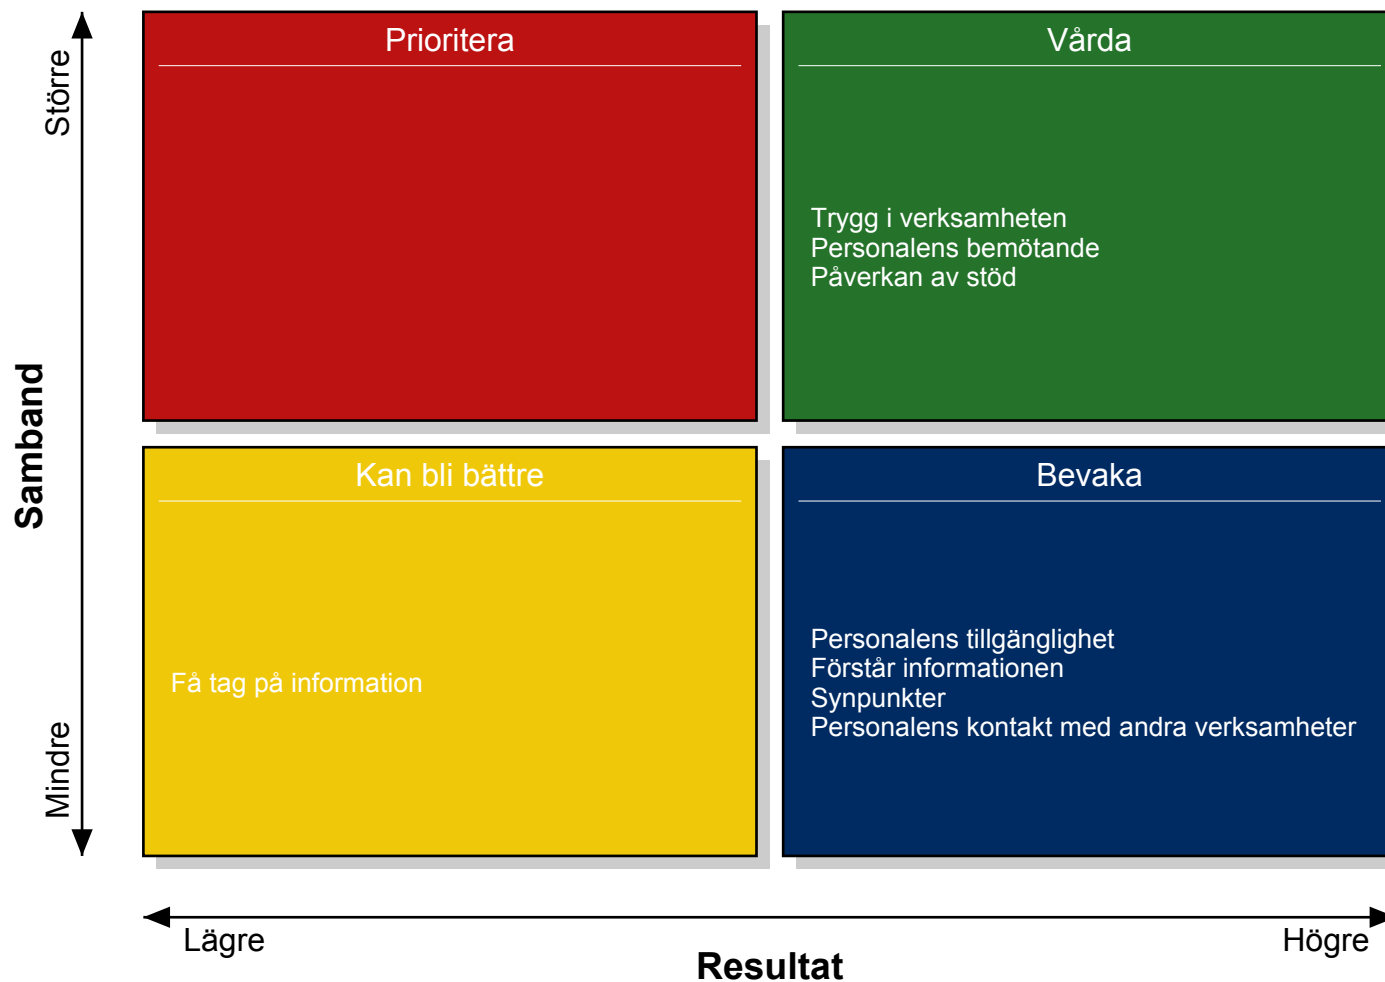 Större
Samband
Mindre
Prioritera
Vårda
Trygg i verksamheten
Personalens bemötande
Påverkan av stöd
Kan bli bättre
Få tag på information
Bevaka
Personalens tillgänglighet
Förstår informationen
Synpunkter
Personalens kontakt med andra verksamheter
Lägre
Högre
Resultat